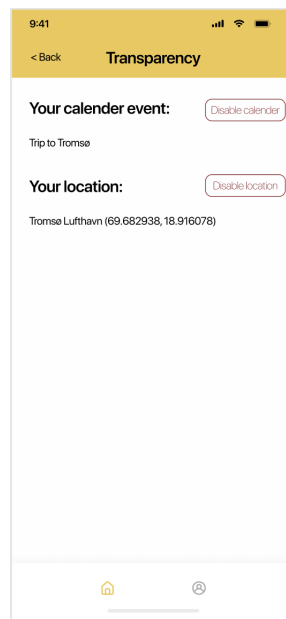 9:41
< Back Transparency
Your calender event: Disable calender
Trip to Tromsø
Your location: Disable location
Tromsø Lufthavn (69.682938, 18.916078)